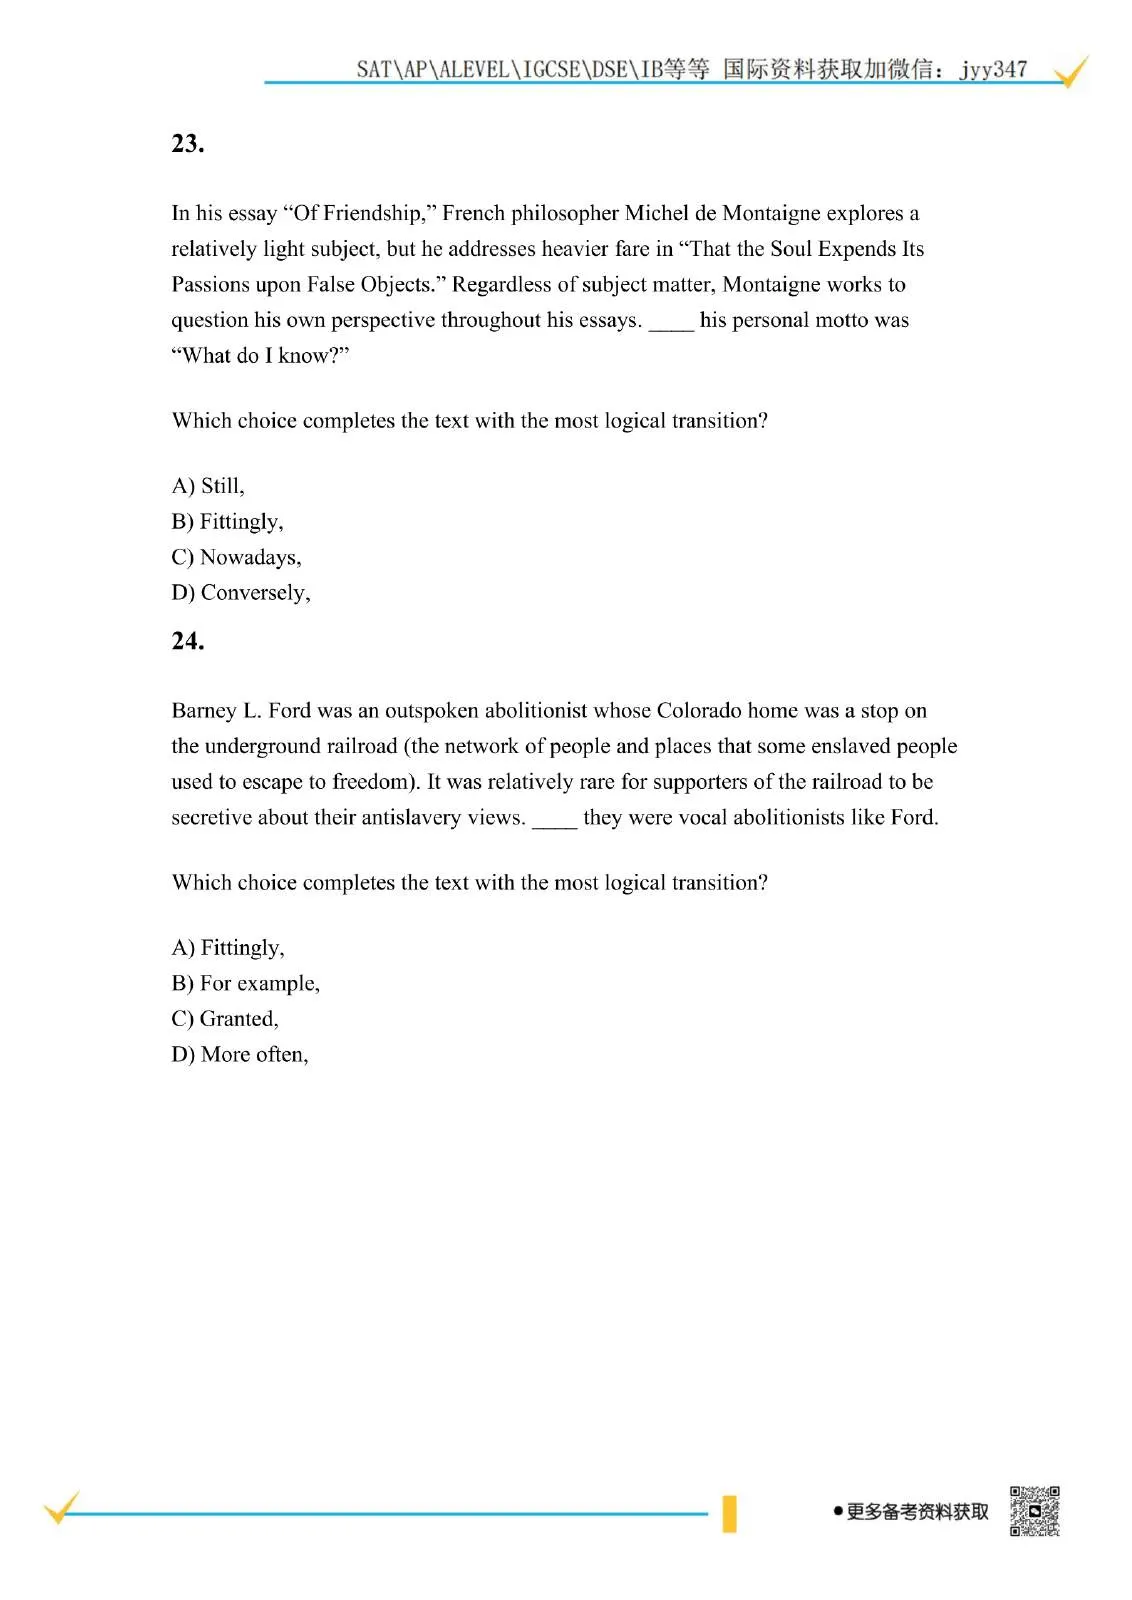 SAT\AP\ALEVEL\IGCSE\DSE\IB等等 国际资料获取加微信：jyy347
23.
In his essay “Of Friendship,” French philosopher Michel de Montaigne explores a
relatively light subject, but he addresses heavier fare in “That the Soul Expends Its
Passions upon False Objects.” Regardless of subject matter, Montaigne works to
question his own perspective throughout his essays. ____ his personal motto was
“What do I know?”
Which choice completes the text with the most logical transition?
A) Still,
B) Fittingly,
C) Nowadays,
D) Conversely,
24.
Barney L. Ford was an outspoken abolitionist whose Colorado home was a stop on
the underground railroad (the network of people and places that some enslaved people
used to escape to freedom). It was relatively rare for supporters of the railroad to be
secretive about their antislavery views. ____ they were vocal abolitionists like Ford.
Which choice completes the text with the most logical transition?
A) Fittingly,
B) For example,
C) Granted,
D) More often,
●更多备考资料获取